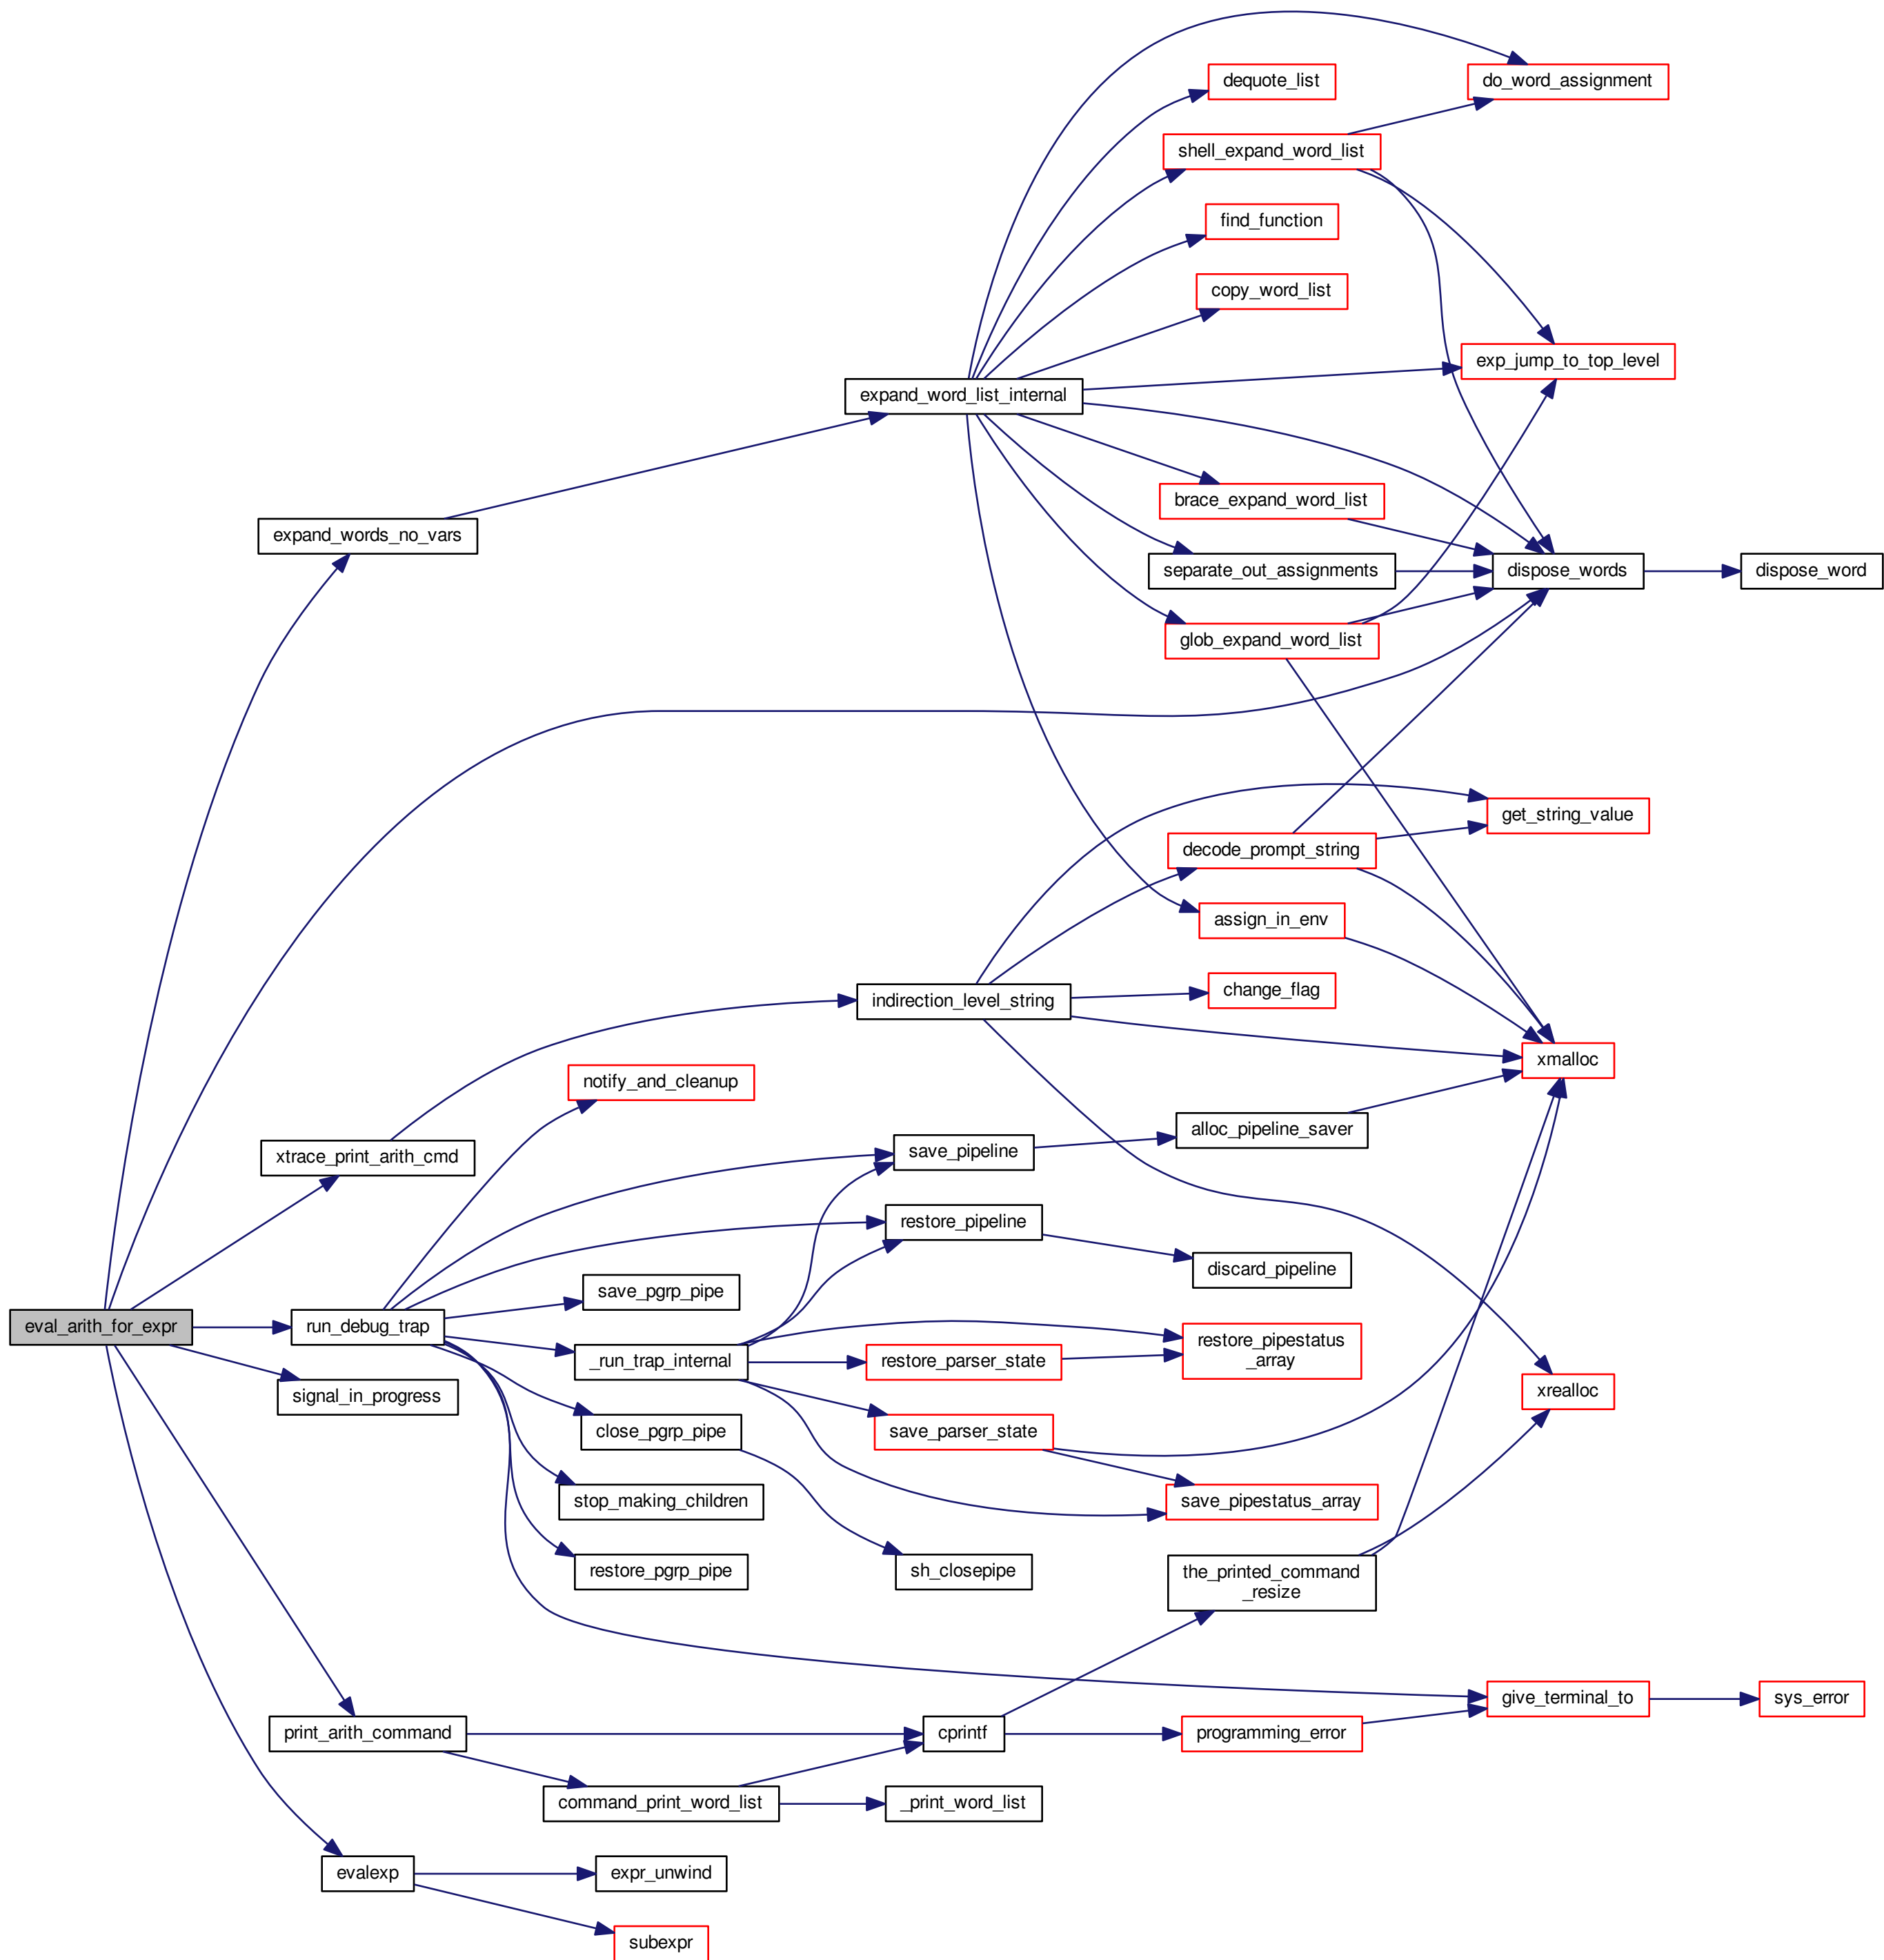 dequote_list
do_word_assignment
shell_expand_word_list
find_function
copy_word_list
exp_jump_to_top_level
expand_word_list_internal
brace_expand_word_list
expand_words_no_vars
separate_out_assignments
dispose_words
dispose_word
glob_expand_word_list
get_string_value
decode_prompt_string
assign_in_env
change_flag
indirection_level_string
xmalloc
notify_and_cleanup
alloc_pipeline_saver
xtrace_print_arith_cmd
save_pipeline
restore_pipeline
discard_pipeline
save_pgrp_pipe
eval_arith_for_expr
run_debug_trap
restore_pipestatus
_array
_run_trap_internal
restore_parser_state
signal_in_progress
xrealloc
close_pgrp_pipe
save_parser_state
stop_making_children
save_pipestatus_array
restore_pgrp_pipe
sh_closepipe
the_printed_command
_resize
give_terminal_to
sys_error
print_arith_command
cprintf
programming_error
command_print_word_list
_print_word_list
evalexp
expr_unwind
subexpr